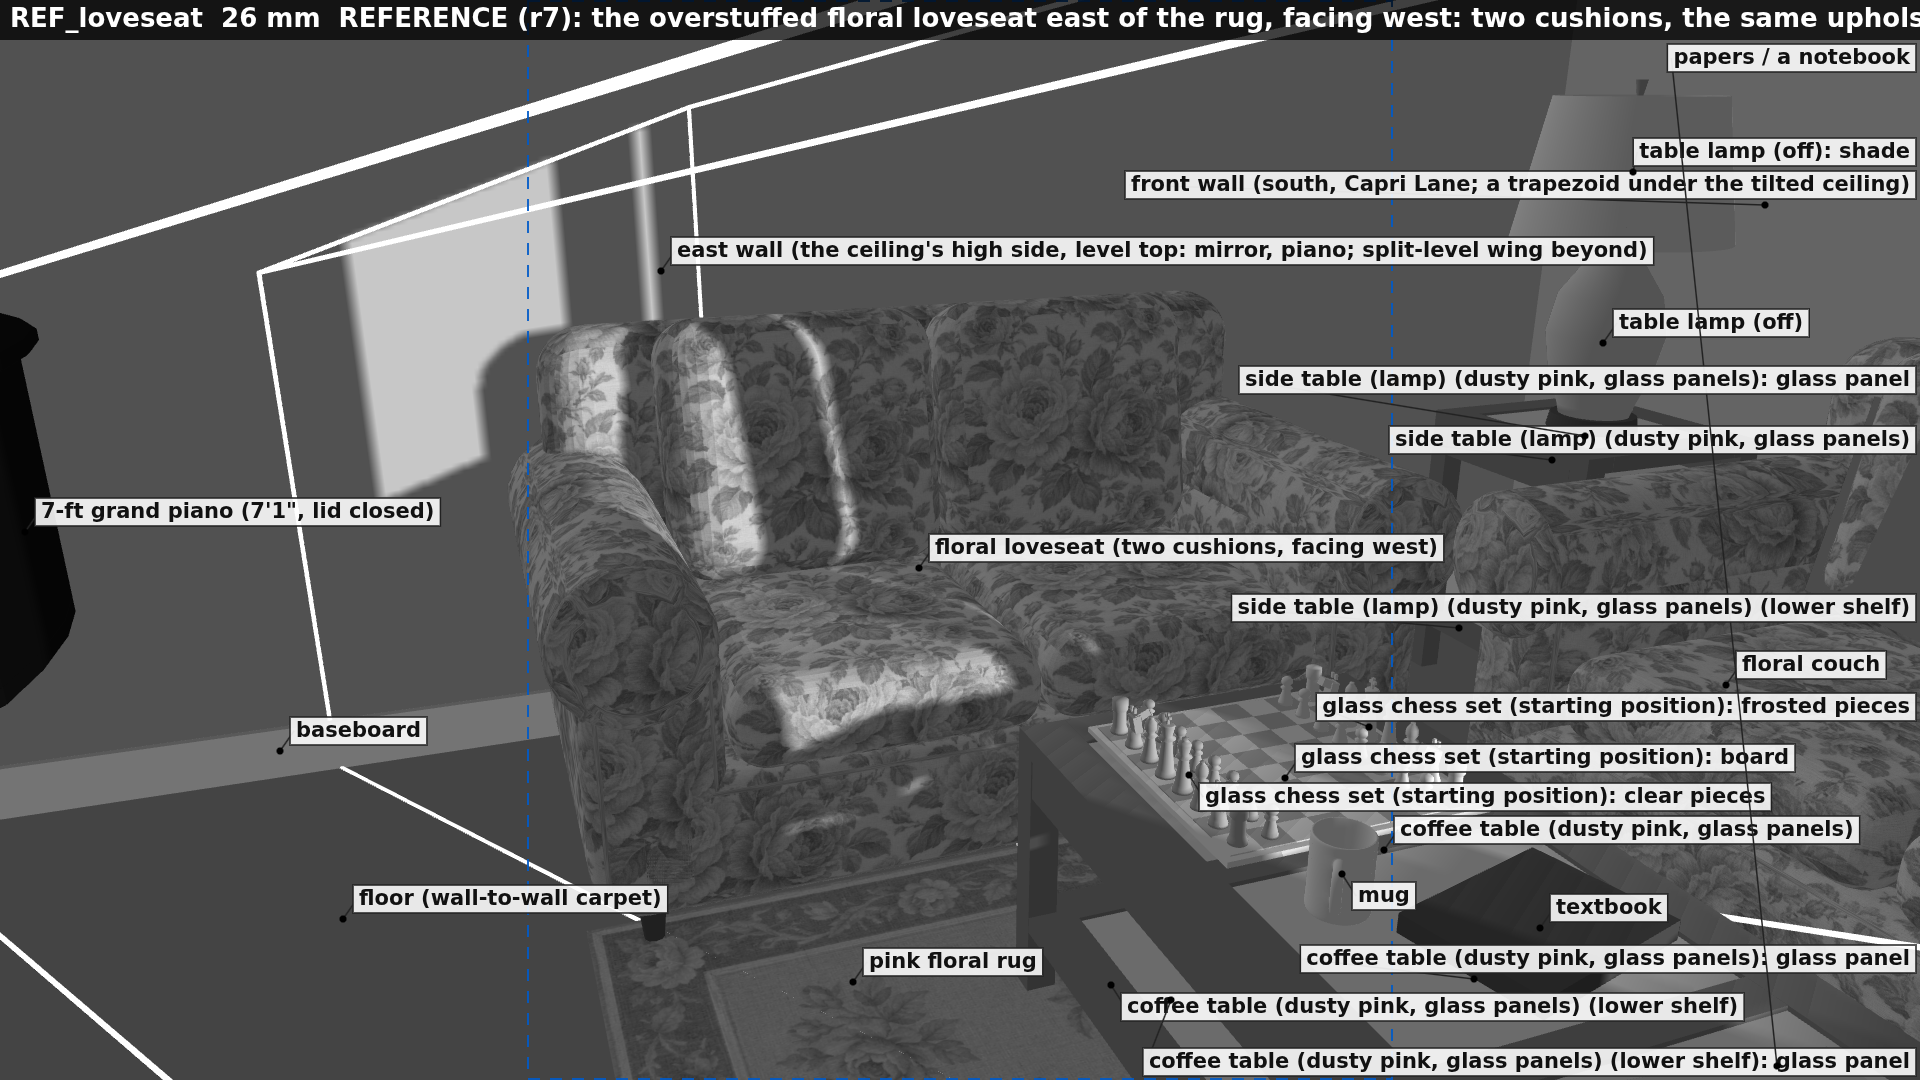 REF_loveseat 26 mm REFERENCE (r7): the overstuffed floral loveseat east of the rug, facing west: two cushions, the same uphols
papers / a notebook
table lamp (off): shade
front wall (south, Capri Lane; a trapezoid under the tilted ceiling)
east wall (the ceiling's high side, level top: mirror, piano; split-level wing beyond)
table lamp (off)
side table (lamp) (dusty pink, glass panels): glass panel
side table (lamp) (dusty pink, glass panels)
7-ft grand piano (7'1", lid closed)
floral loveseat (two cushions, facing west)
side table (lamp) (dusty pink, glass panels) (lower shelf)
floral couch
glass chess set (starting position): frosted pieces
baseboard
glass chess set (starting position): board
glass chess set (starting position): clear pieces
coffee table (dusty pink, glass panels)
mug
floor (wall-to-wall carpet)
textbook
pink floral rug
coffee table (dusty pink, glass panels): glass panel
coffee table (dusty pink, glass panels) (lower shelf)
coffee table (dusty pink, glass panels) (lower shelf): glass panel